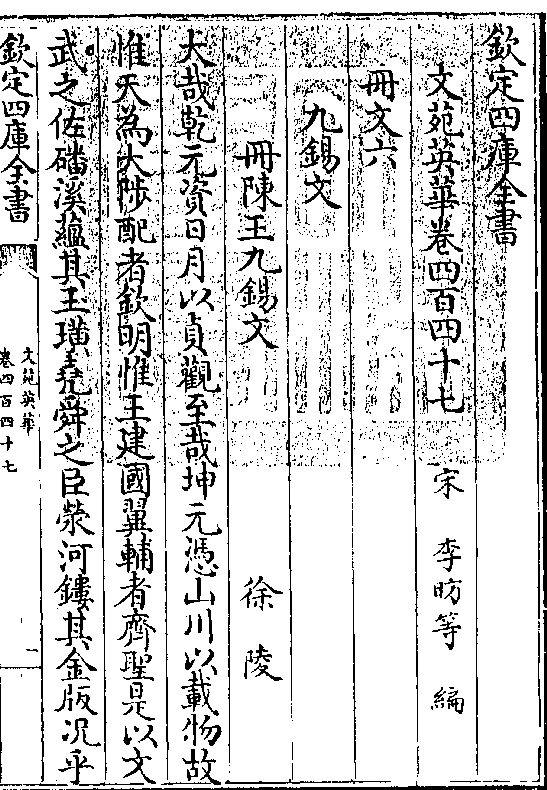 欽定四庫全書
文苑英華卷四百四十七
宋 李昉等 編
冊文六
九錫文
冊陳王九錫文
徐陵
大哉乾元資日月以貞觀至哉坤元憑山川以載物故
惟天為大陟配者欽明惟王建國翼輔者齊聖是以文
武之佐磻溪蘊其玉璜堯舜之臣滎河鏤其金版况乎
欽定四庫全書
文苑英華
卷四百四十七
一